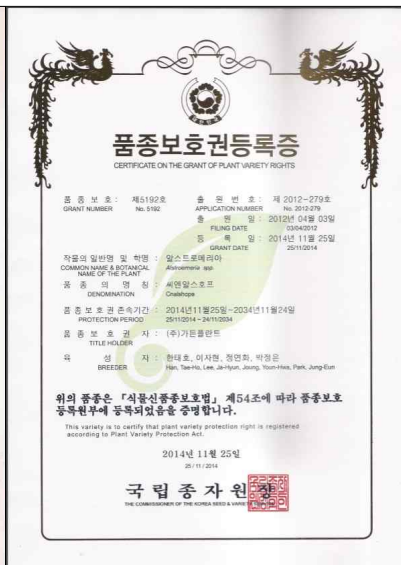 품종보호권등록증
CERTIFICATE ON THE GRANT OF PLANT VARIETY RIGHTS
품 종 보 호 : 제5192호 출 원 번 호 : 제 2012-279호
GRANT NUMBER No. 5192 APPLICATION NUMBER No. 2012-279
출 원 일 : 2012년 04월 03일
FILING DATE 03/04/2012
등 록 일 : 2014년 11월 25일
GRANT DATE 25/11/2014
작물의 일반명 및 학명 : 알스트로메리아
COMMON NAME & BOTANICAL NAME OF THE PLANT Alstroemeria spp.
품 종 의 명 칭 : 씨엔알스호프
DENOMINATION Cnalshope
품 종 보 호 권 존속기간 : 2014년11월25일~2034년11월24일
PROTECTION PERIOD 25/11/2014 ~ 24/11/2034
품 종 보 호 권 자 : (주)가든플란트
TITLE HOLDER
육 성 자 : 한태호, 이자현, 정연화, 박정은
BREEDER Han, Tae-Ho, Lee, Ja-Hyun, Joung, Youn-Hwa, Park, Jung-Eun
위의 품종은 「식물신품종보호법」 제54조에 따라 품종보호
등록원부에 등록되었음을 증명합니다.
This variety is to certify that plant variety protection right is registered
according to Plant Variety Protection Act.
2014년 11월 25일
25 / 11 / 2014
국 립 종 자 원 장
THE COMMISSIONER OF THE KOREA SEED & VARIETY